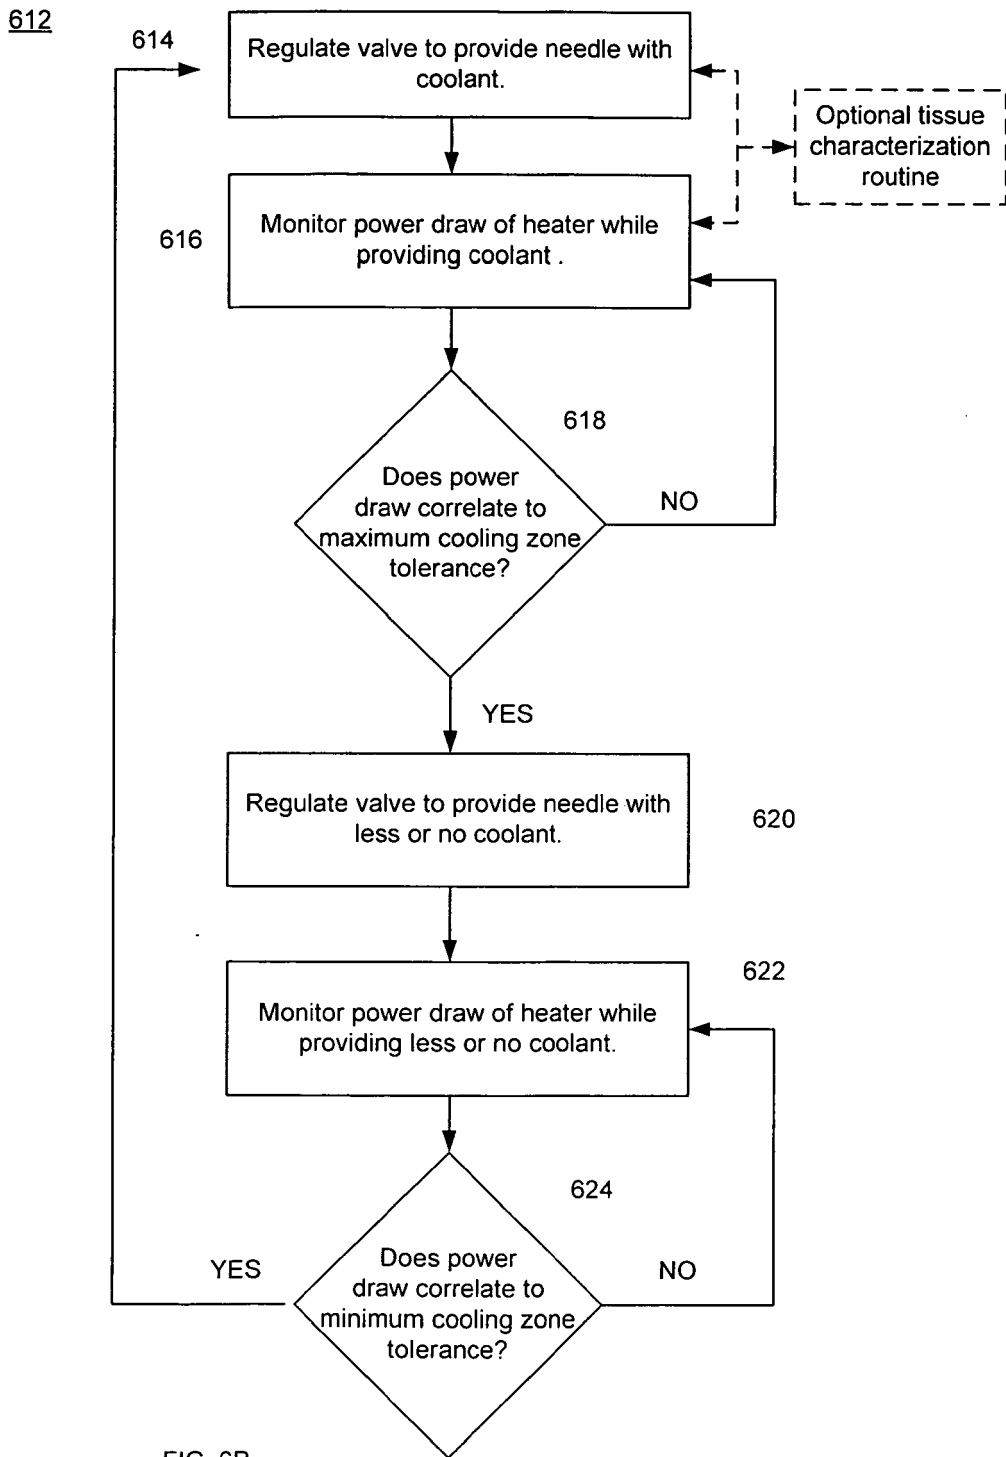 612
614
Regulate valve to provide needle with
coolant.
Optional tissue
characterization
routine
616
Monitor power draw of heater while
providing coolant .
618
Does power
draw correlate to
maximum cooling zone
tolerance?
NO
YES
Regulate valve to provide needle with
less or no coolant.
620
622
Monitor power draw of heater while
providing less or no coolant.
624
Does power
draw correlate to
minimum cooling zone
tolerance?
YES
NO
FIG. 6B